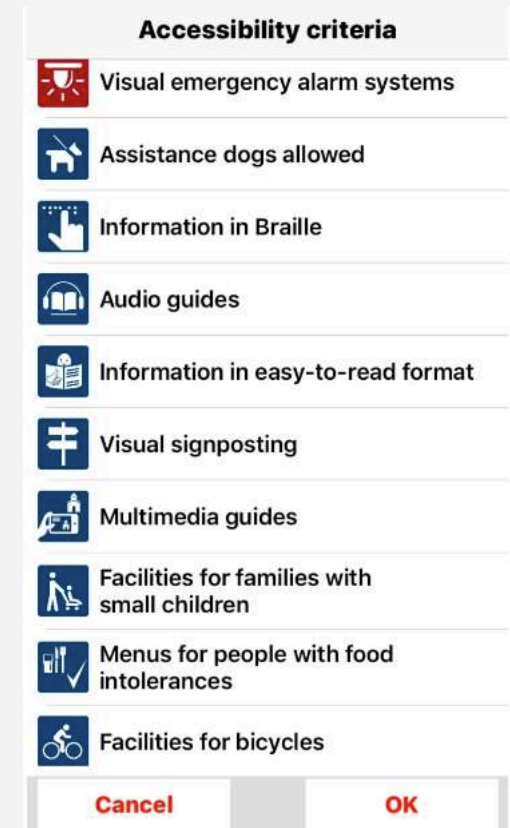 Accessibility criteria
Visual emergency alarm systems
Assistance dogs allowed
Information in Braille
Audio guides
Information in easy-to-read format
Visual signposting
Multimedia guides
Facilities for families with
small children
Menus for people with food
intolerances
Facilities for bicycles
Cancel
OK